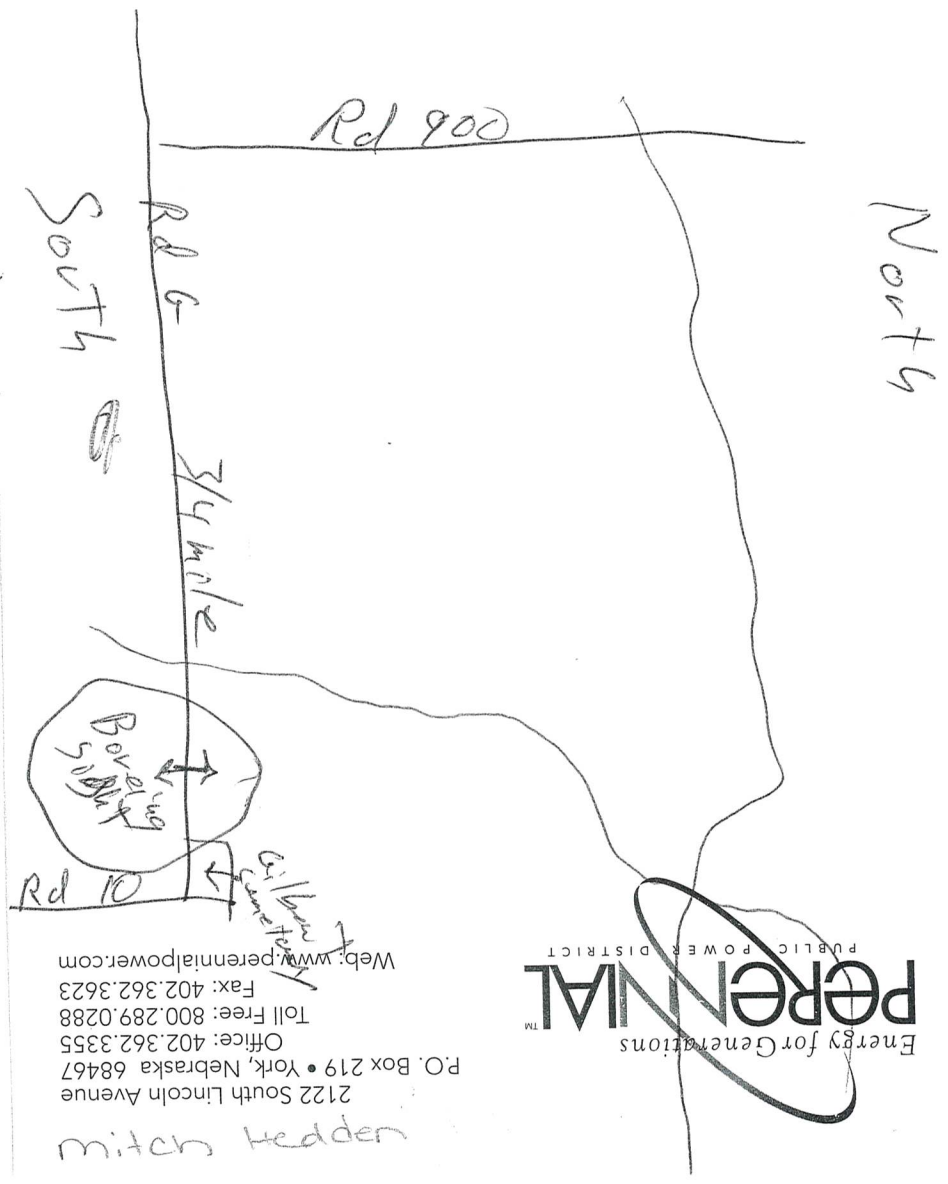 Rd 900
North
South
Rd G
3/4 mile
Rd 10
cemetery
mitch Hedden
2122 South Lincoln Avenue
P.O. Box 219 • York, Nebraska 68467
Office: 402.362.3355
Toll Free: 800.289.0288
Fax: 402.362.3623
Web: www.perennialpower.com
Energy for Generations
PERENNIAL™
PUBLIC POWER DISTRICT